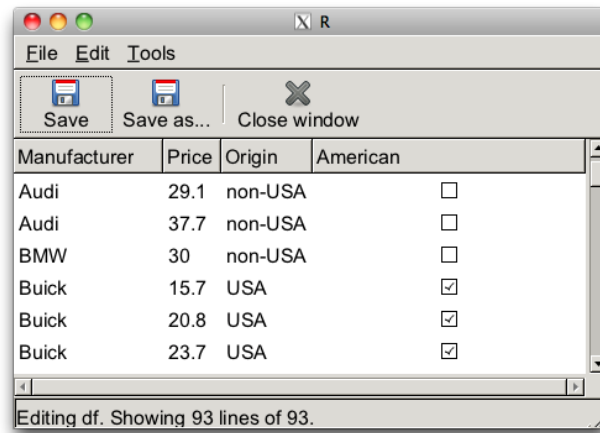 X R
File Edit Tools
Save Save as... Close window
Manufacturer Price Origin American
Audi 29.1 non-USA
Audi 37.7 non-USA
BMW 30 non-USA
Buick 15.7 USA
Buick 20.8 USA
Buick 23.7 USA
Editing df. Showing 93 lines of 93.